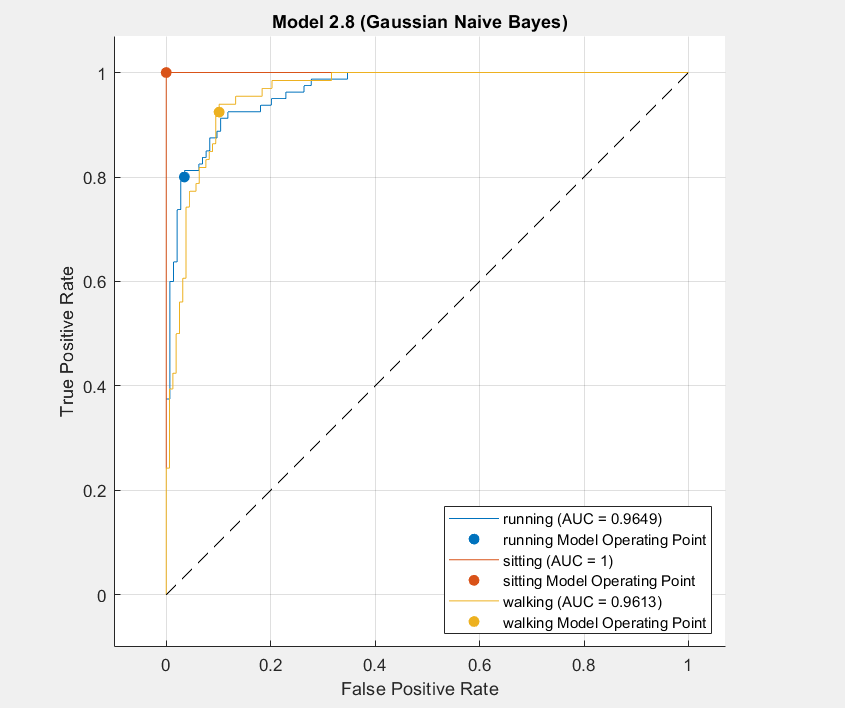 Model 2.8 (Gaussian Naive Bayes)
True Positive Rate
1
0.8
0.6
0.4
0.2
0
running (AUC = 0.9649)
running Model Operating Point
sitting (AUC = 1)
sitting Model Operating Point
walking (AUC = 0.9613)
walking Model Operating Point
0 0.2 0.4 0.6 0.8 1
False Positive Rate